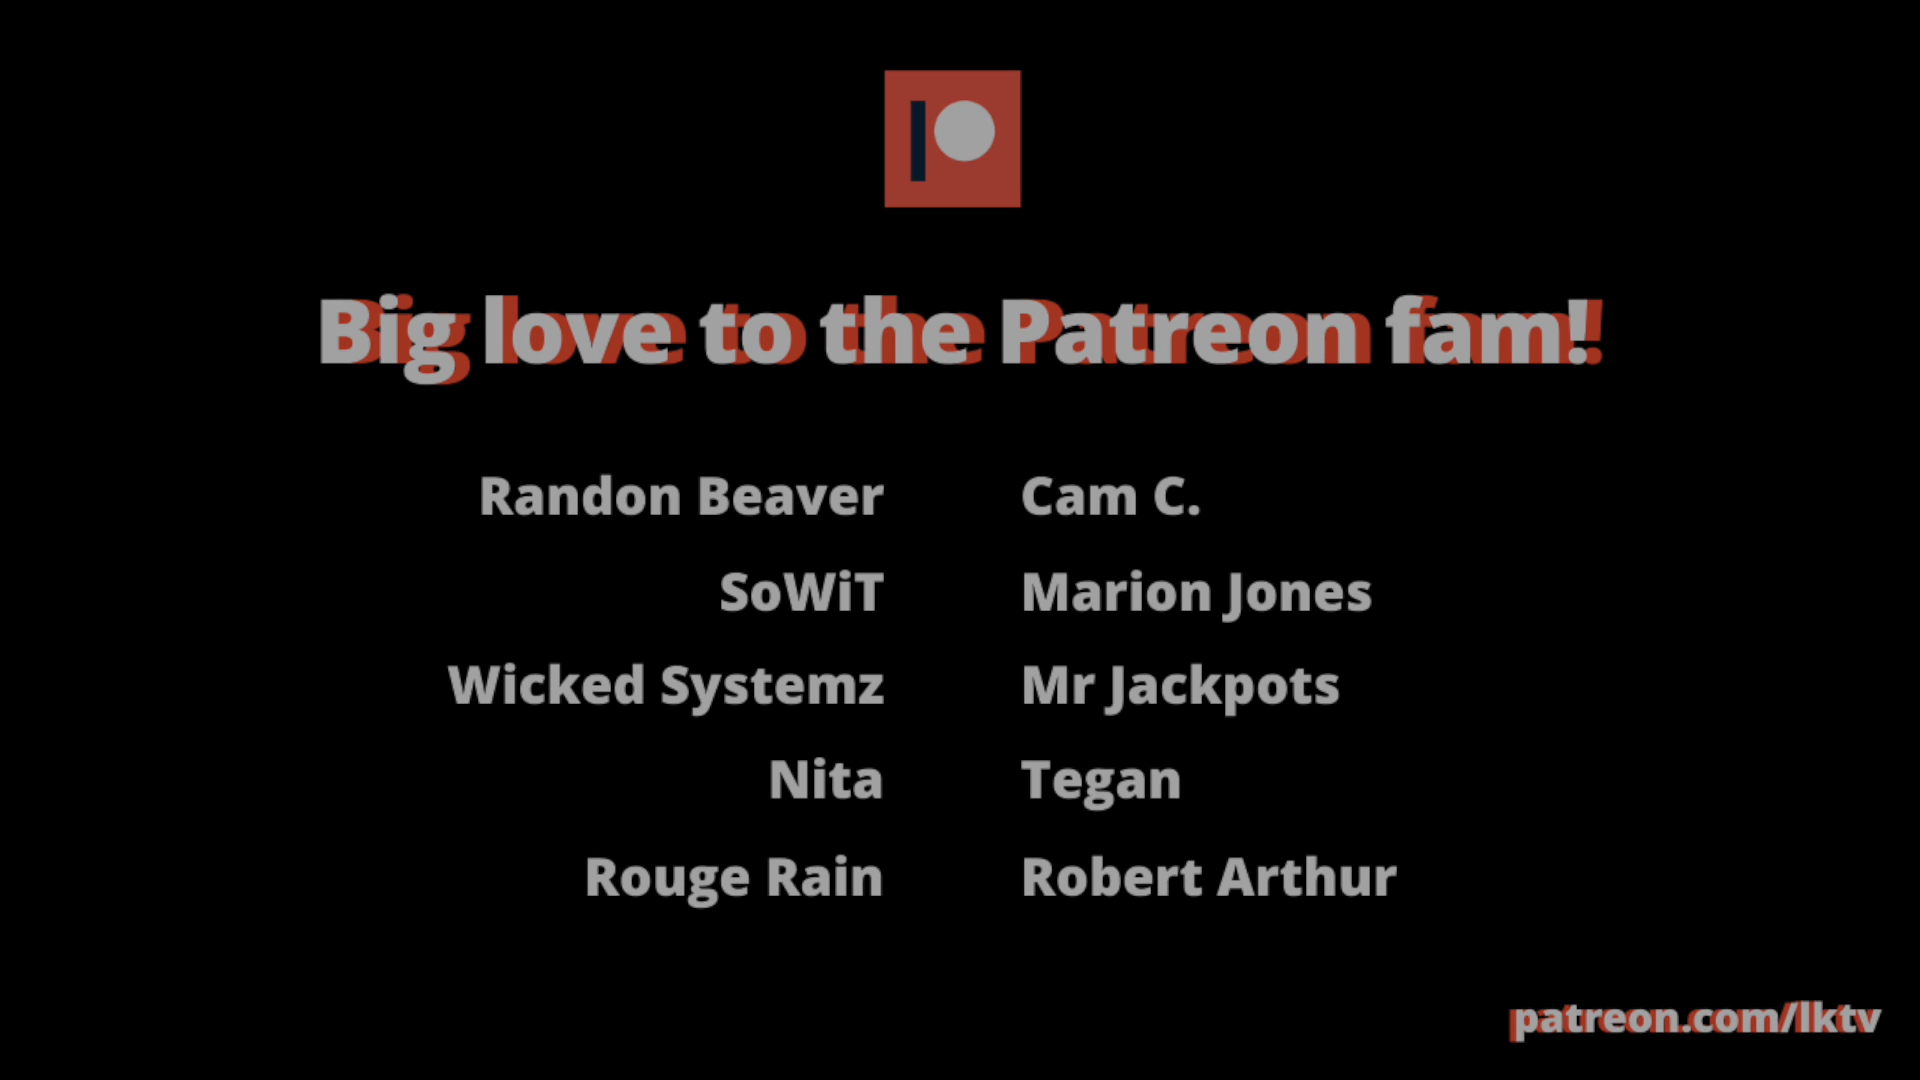 Big love to the Patreon fam!
Randon Beaver
Cam C.
SoWiT
Marion Jones
Wicked Systemz
Mr Jackpots
Nita
Tegan
Rouge Rain
Robert Arthur
patreon.com/lktv